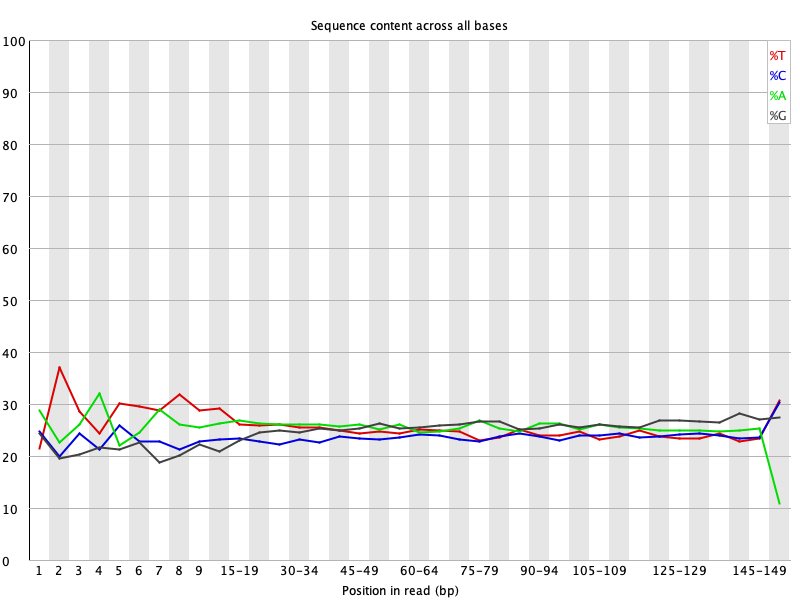 Sequence content across all bases
100
90
80
70
60
50
40
30
20
10
0
%T
%C
%A
%G
1 2 3 4 5 6 7 8 9 15-19 30-34 45-49 60-64 75-79 90-94 105-109 125-129 145-149
Position in read (bp)